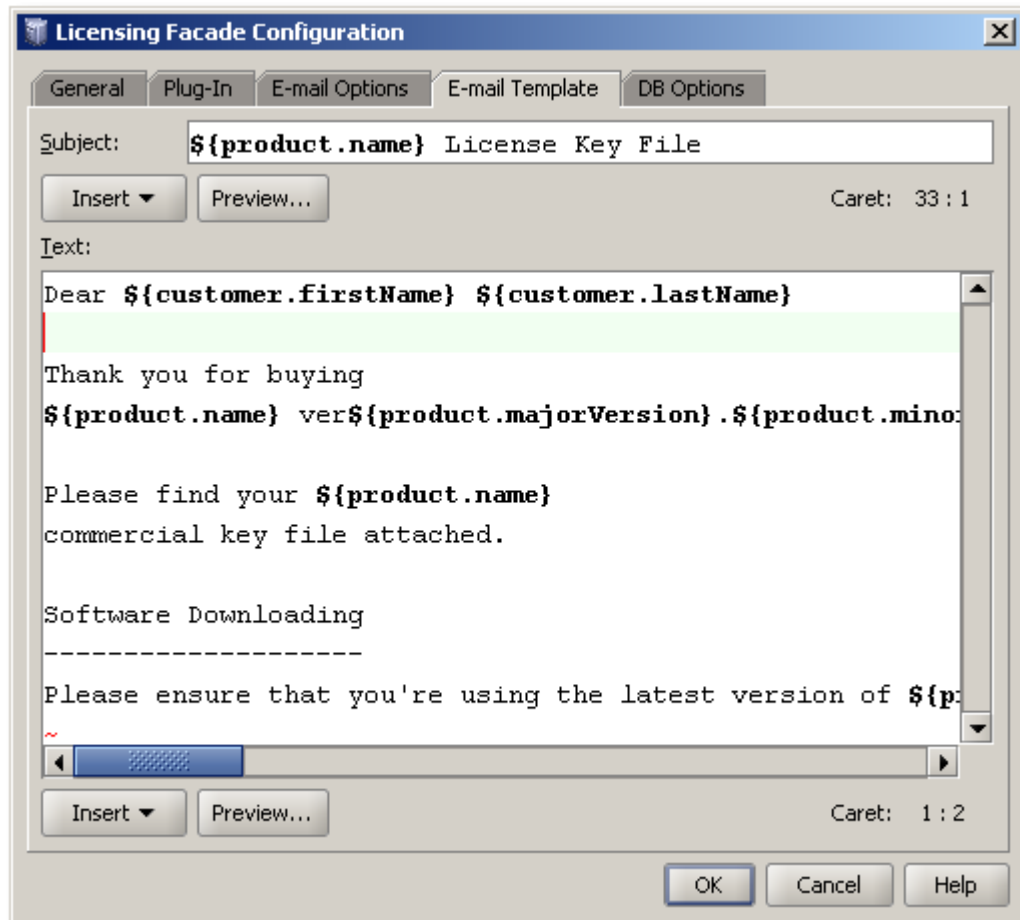 Licensing Facade Configuration
General Plug-In E-mail Options E-mail Template DB Options
Subject: ${product.name} License Key File
Insert Preview... Caret: 33 : 1
Text:
Dear ${customer.firstName} ${customer.lastName}
Thank you for buying
${product.name} ver${product.majorVersion}.${product.mino
Please find your ${product.name}
commercial key file attached.
Software Downloading
--------------------
Please ensure that you're using the latest version of ${p
~
Insert Preview... Caret: 1 : 2
OK Cancel Help